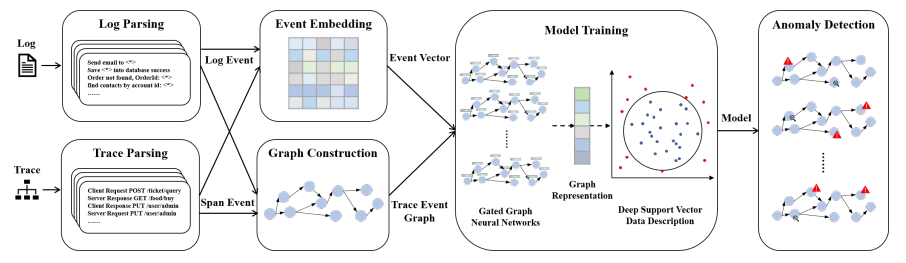 Log Parsing
Event Embedding
Model Training
Anomaly Detection
Log
Send email to <*>
Save <*> into database success
Order not found, OrderId: <*>
find contacts by account id: <*>
......
Log Event
Event Vector
Model
Trace Parsing
Graph Construction
Trace
Client Request POST /ticket/query
Server Response GET /food/buy
Client Response PUT /user/admin
Server Request PUT /user/admin
......
Span Event
Trace Event
Graph
Graph
Representation
Gated Graph
Neural Networks
Deep Support Vector
Data Description